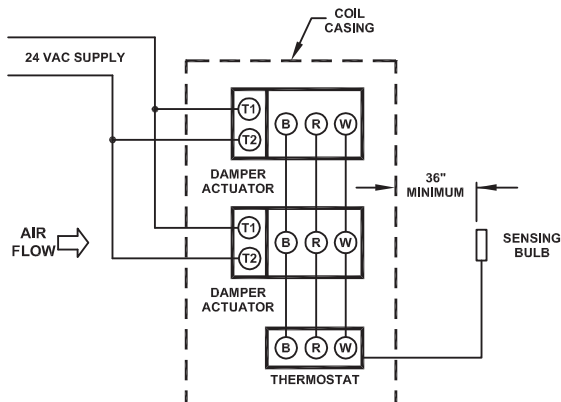 COIL
CASING
24 VAC SUPPLY
T1
T2
B R W
DAMPER
ACTUATOR
36"
MINIMUM
AIR
FLOW
T1
T2
B R W
SENSING
BULB
DAMPER
ACTUATOR
B R W
THERMOSTAT